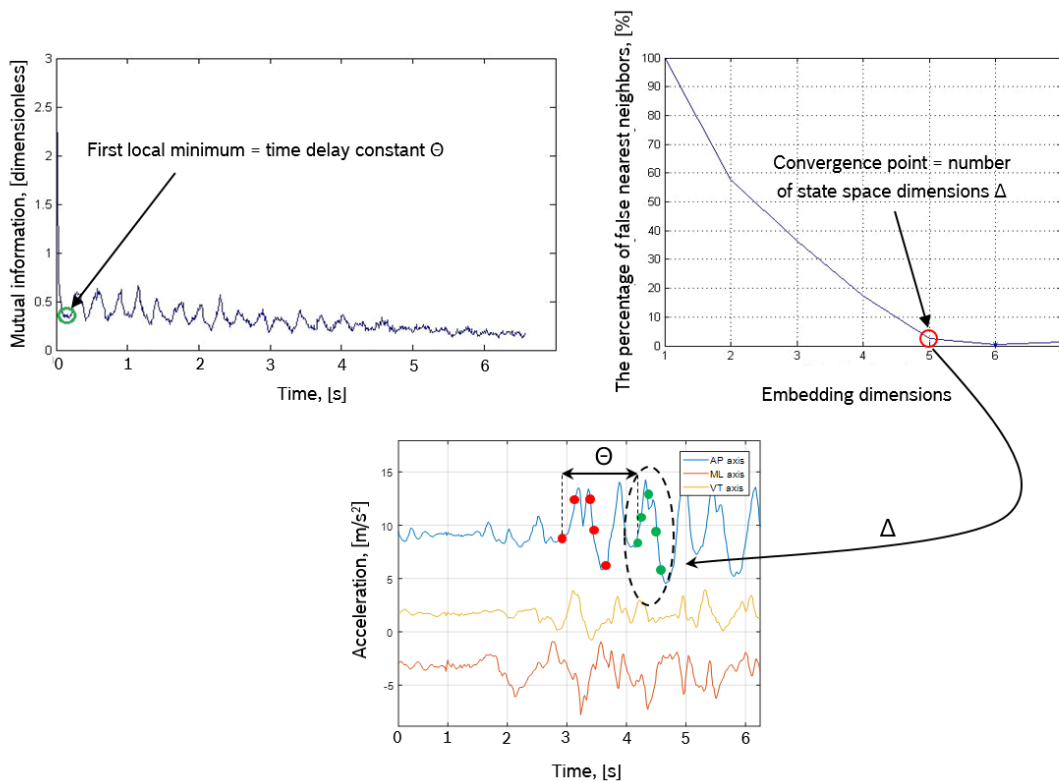 Mutual information, [dimensionless]
3
2.5
2
1.5
1
0.5
0
First local minimum = time delay constant Θ
0 1 2 3 4 5 6
Time, [s]
The percentage of false nearest neighbors, [%]
100
90
80
70
60
50
40
30
20
10
0
Convergence point = number
of state space dimensions Δ
1 2 3 4 5 6
Embedding dimensions
Acceleration, [m/s²]
15
10
5
0
-5
Θ
AP axis
ML axis
VT axis
Δ
0 1 2 3 4 5 6
Time, [s]